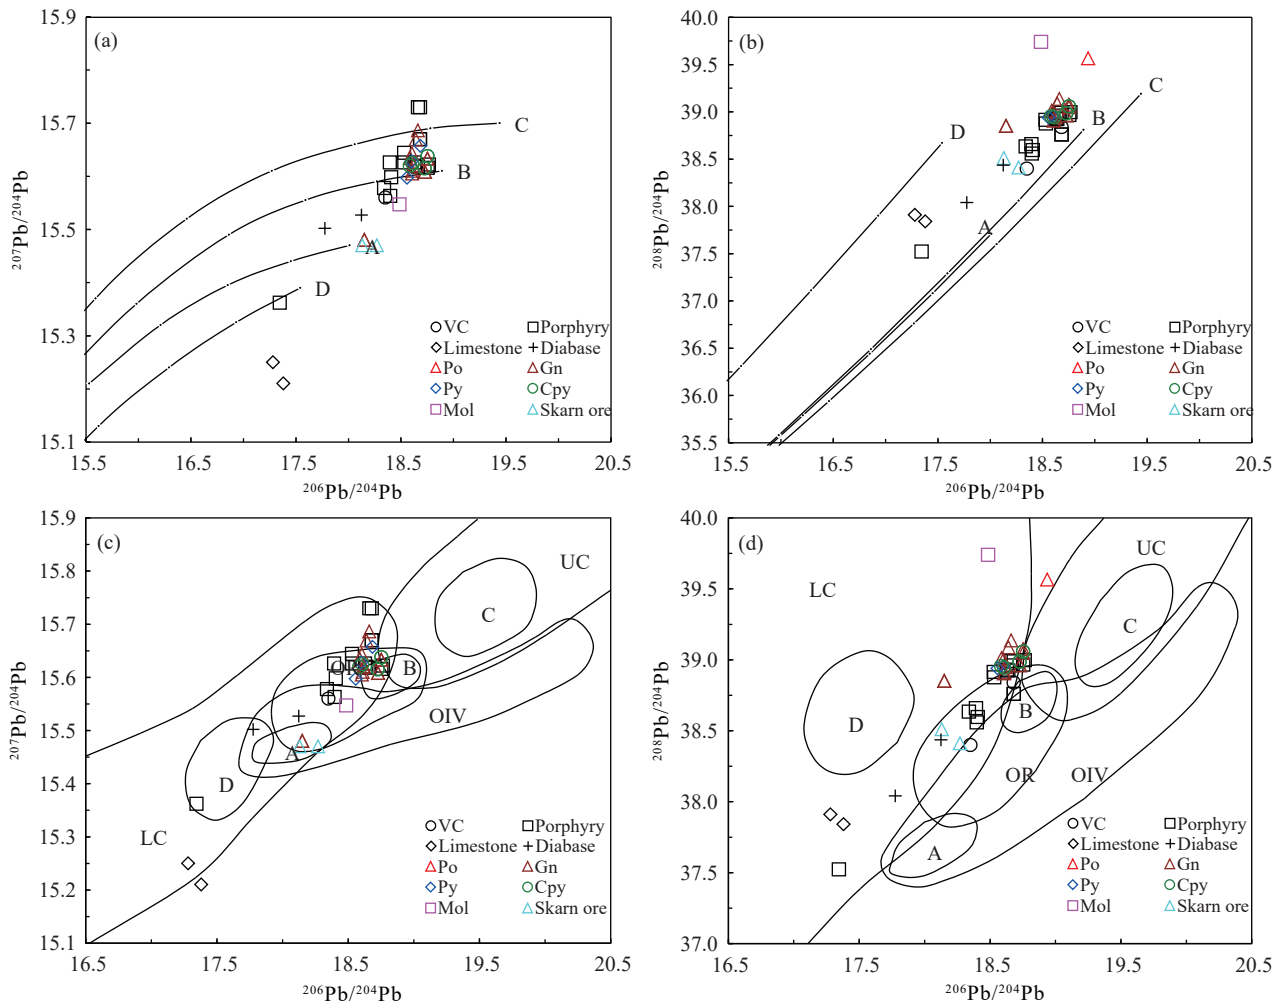 (a)
15.9
15.7
15.5
15.3
15.1
15.5 16.5 17.5 18.5 19.5 20.5
²⁰⁷Pb/²⁰⁴Pb
²⁰⁶Pb/²⁰⁴Pb
C
B
A
D
VC Porphyry
Limestone Diabase
Po Gn
Py Cpy
Mol Skarn ore
(b)
40.0
39.5
39.0
38.5
38.0
37.5
37.0
36.5
36.0
35.5
15.5 16.5 17.5 18.5 19.5 20.5
²⁰⁸Pb/²⁰⁴Pb
²⁰⁶Pb/²⁰⁴Pb
C
B
D
A
VC Porphyry
Limestone Diabase
Po Gn
Py Cpy
Mol Skarn ore
(c)
15.9
15.8
15.7
15.6
15.5
15.4
15.3
15.2
15.1
16.5 17.5 18.5 19.5 20.5
²⁰⁷Pb/²⁰⁴Pb
²⁰⁶Pb/²⁰⁴Pb
UC
C
B
OIV
A
D
LC
VC Porphyry
Limestone Diabase
Po Gn
Py Cpy
Mol Skarn ore
(d)
40.0
39.5
39.0
38.5
38.0
37.5
37.0
16.5 17.5 18.5 19.5 20.5
²⁰⁸Pb/²⁰⁴Pb
²⁰⁶Pb/²⁰⁴Pb
UC
LC
C
D
B
OR OIV
A
VC Porphyry
Limestone Diabase
Po Gn
Py Cpy
Mol Skarn ore